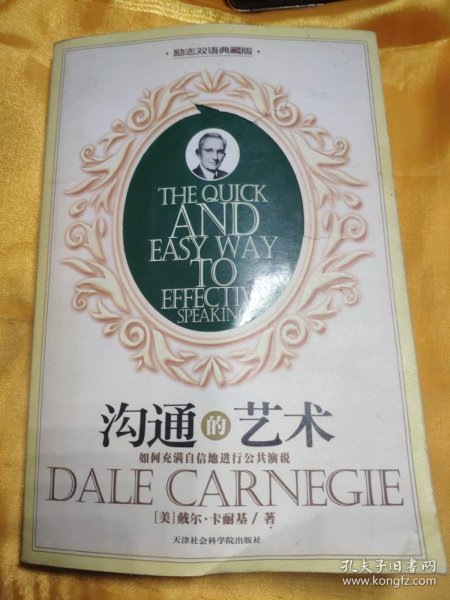 ·励志双语典藏版·
THE QUICK
AND
EASY WAY
TO
EFFECTIVE
SPEAKING
沟通的艺术
如何充满自信地进行公共演说
DALE CARNEGIE
[美]戴尔·卡耐基/著
天津社会科学院出版社
孔夫子旧书网
www.kongfz.com